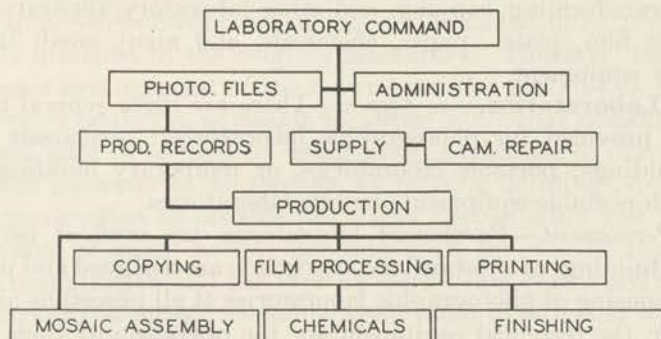 LABORATORY COMMAND
PHOTO. FILES
ADMINISTRATION
PROD. RECORDS
SUPPLY
CAM. REPAIR
PRODUCTION
COPYING
FILM PROCESSING
PRINTING
MOSAIC ASSEMBLY
CHEMICALS
FINISHING